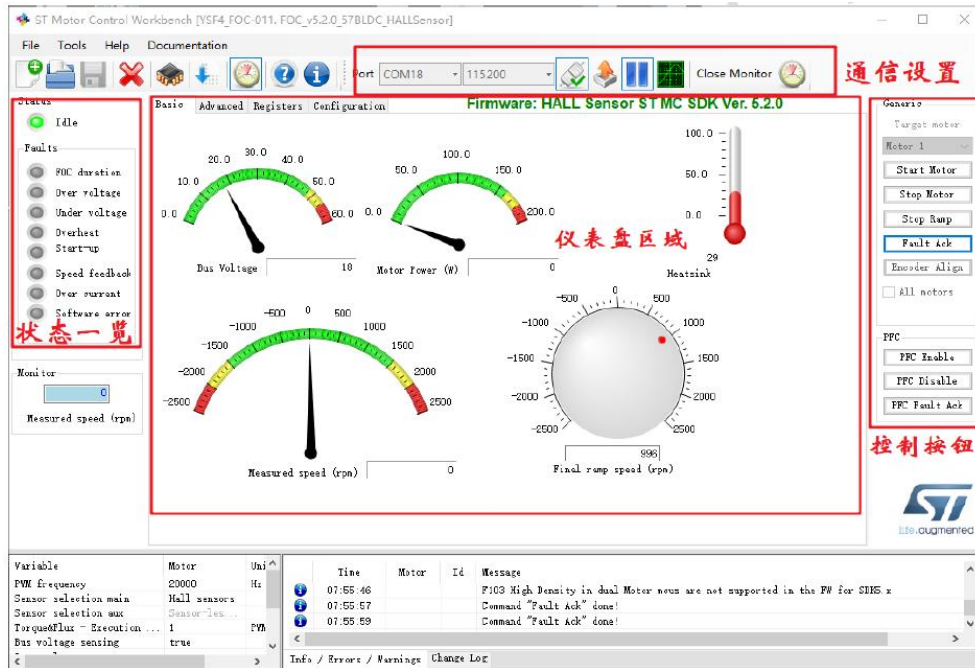 ST Motor Control Workbench [YSF4_FOC-011. FOC_v5.2.0_57BLDC_HALLSensor]
File Tools Help Documentation
Port COM18 115200 Close Monitor
通信设置
Status
Idle
Faults
FOC duration
Over voltage
Under voltage
Overheat
Start-up
Speed feedback
Over current
Software error
状态一览
Monitor
0
Measured speed (rpm)
Basic Advanced Registers Configuration
Firmware: HALL Sensor ST MC SDK Ver. 5.2.0
0.0 10.0 20.0 30.0 40.0 50.0 60.0
Bus Voltage 18
0.0 50.0 100.0 150.0 200.0
Motor Power (W) 0
100.0
50.0
0.0
29
Heatsink
仪表盘区域
-2500 -2000 -1500 -1000 -500 0 500 1000 1500 2000 2500
Measured speed (rpm) 0
-2500 -2000 -1500 -1000 -500 0 500 1000 1500 2000 2500
996
Final ramp speed (rpm)
Generic
Target motor
Motor 1
Start Motor
Stop Motor
Stop Ramp
Fault Ack
Encoder Align
All motors
PFC
PFC Enable
PFC Disable
PFC Fault Ack
控制按钮
ST
life.augmented
Variable Motor Uni
PWM frequency 20000 Hz
Sensor selection main Hall sensors
Sensor selection aux Sensor-les...
Torque&Flux - Execution ... 1 PWM
Bus voltage sensing true
Time Motor Id Message
07:55:46 F103 High Density in dual Motor nous are not supported in the FW for SDK5.x
07:55:57 Command "Fault Ack" done!
07:55:59 Command "Fault Ack" done!
Info / Errors / Warnings Change Log